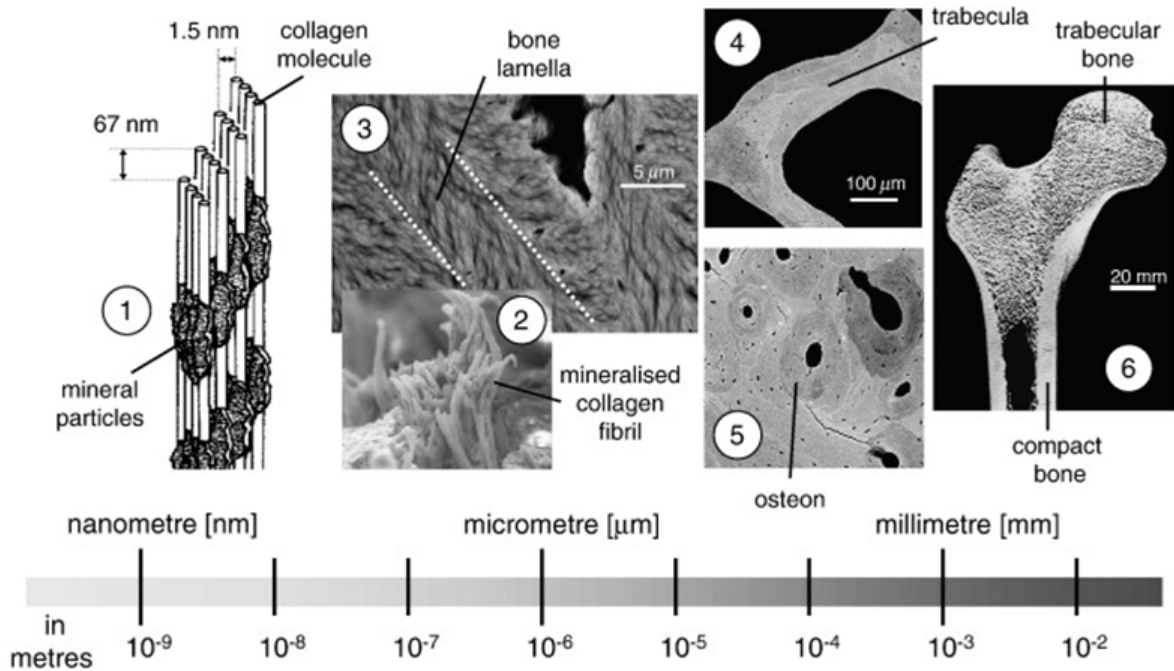 1.5 nm
collagen
molecule
67 nm
1
mineral
particles
bone
lamella
3
5 μm
2
mineralised
collagen
fibril
4
trabecula
100 μm
5
osteon
trabecular
bone
20 mm
6
compact
bone
nanometre [nm]
micrometre [μm]
millimetre [mm]
in
metres
10⁻⁹ 10⁻⁸ 10⁻⁷ 10⁻⁶ 10⁻⁵ 10⁻⁴ 10⁻³ 10⁻²